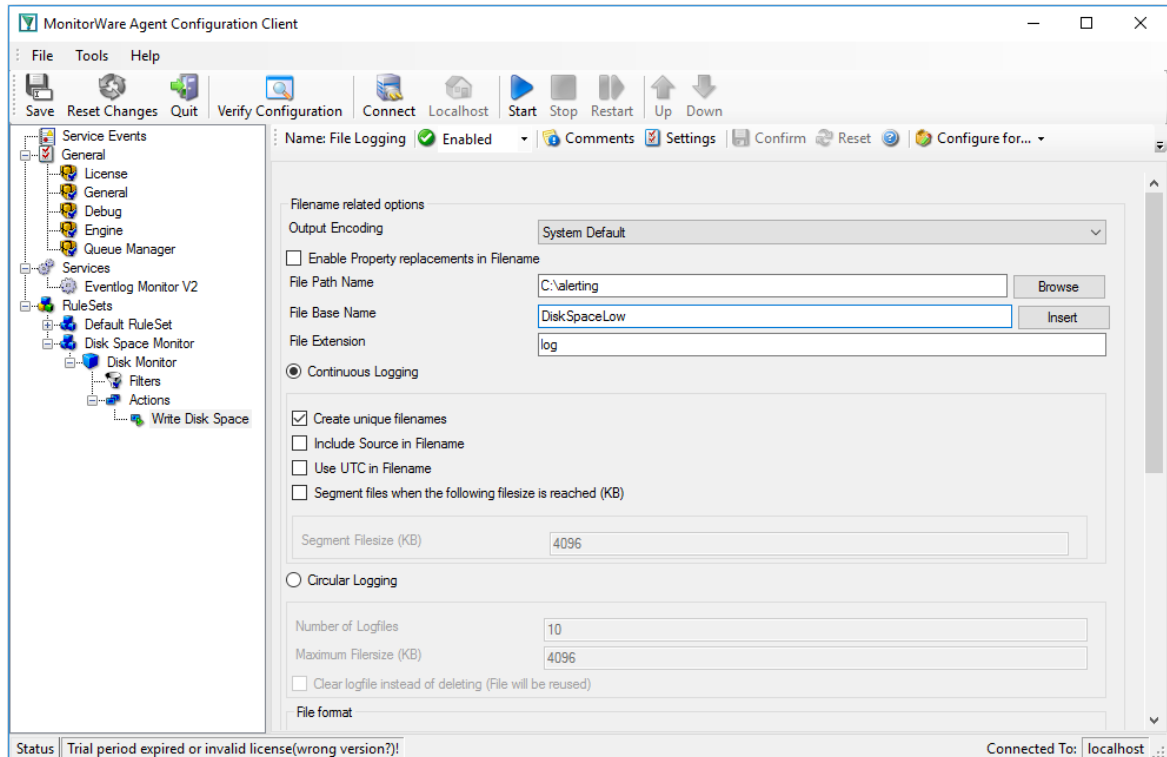 MonitorWare Agent Configuration Client
File Tools Help
Save Reset Changes Quit Verify Configuration Connect Localhost Start Stop Restart Up Down
Service Events
General
License
General
Debug
Engine
Queue Manager
Services
Eventlog Monitor V2
RuleSets
Default RuleSet
Disk Space Monitor
Disk Monitor
Filters
Actions
Write Disk Space
Name: File Logging Enabled Comments Settings Confirm Reset Configure for...
Filename related options
Output Encoding System Default
Enable Property replacements in Filename
File Path Name C:\alerting Browse
File Base Name DiskSpaceLow Insert
File Extension log
Continuous Logging
Create unique filenames
Include Source in Filename
Use UTC in Filename
Segment files when the following filesize is reached (KB)
Segment Filesize (KB) 4096
Circular Logging
Number of Logfiles 10
Maximum Filersize (KB) 4096
Clear logfile instead of deleting (File will be reused)
File format
Status Trial period expired or invalid license(wrong version?)! Connected To: localhost